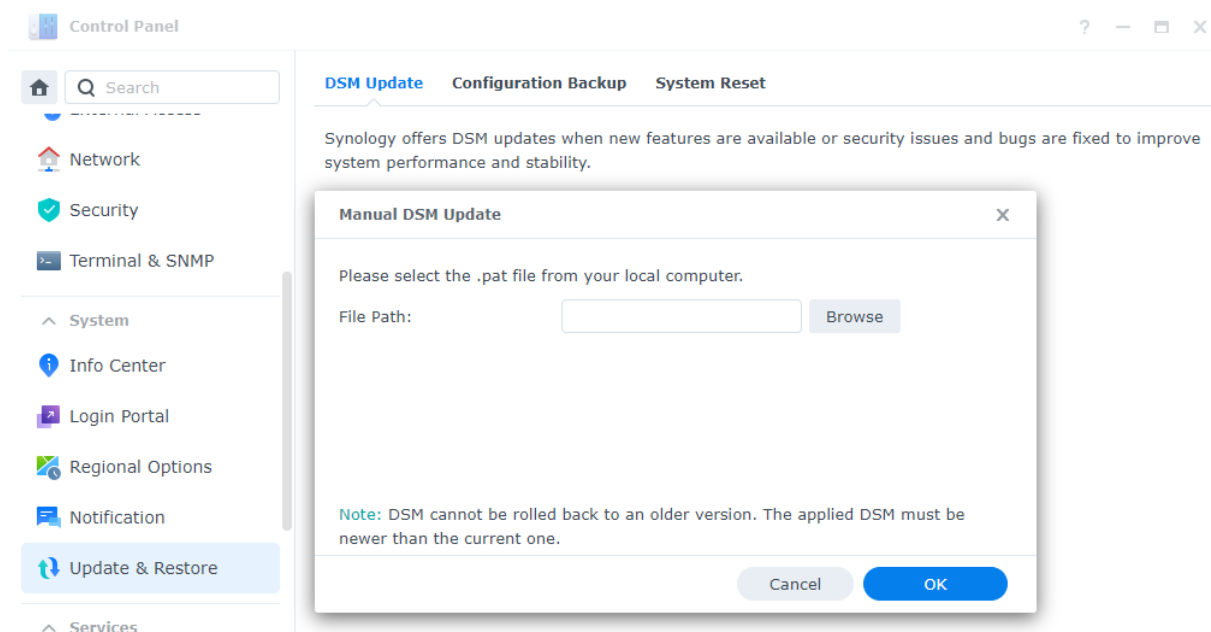 Control Panel
Search
DSM Update
Configuration Backup
System Reset
External Access
Network
Security
Terminal & SNMP
System
Info Center
Login Portal
Regional Options
Notification
Update & Restore
Services
Synology offers DSM updates when new features are available or security issues and bugs are fixed to improve
system performance and stability.
Manual DSM Update
Please select the .pat file from your local computer.
File Path:
Browse
Note: DSM cannot be rolled back to an older version. The applied DSM must be
newer than the current one.
Cancel
OK